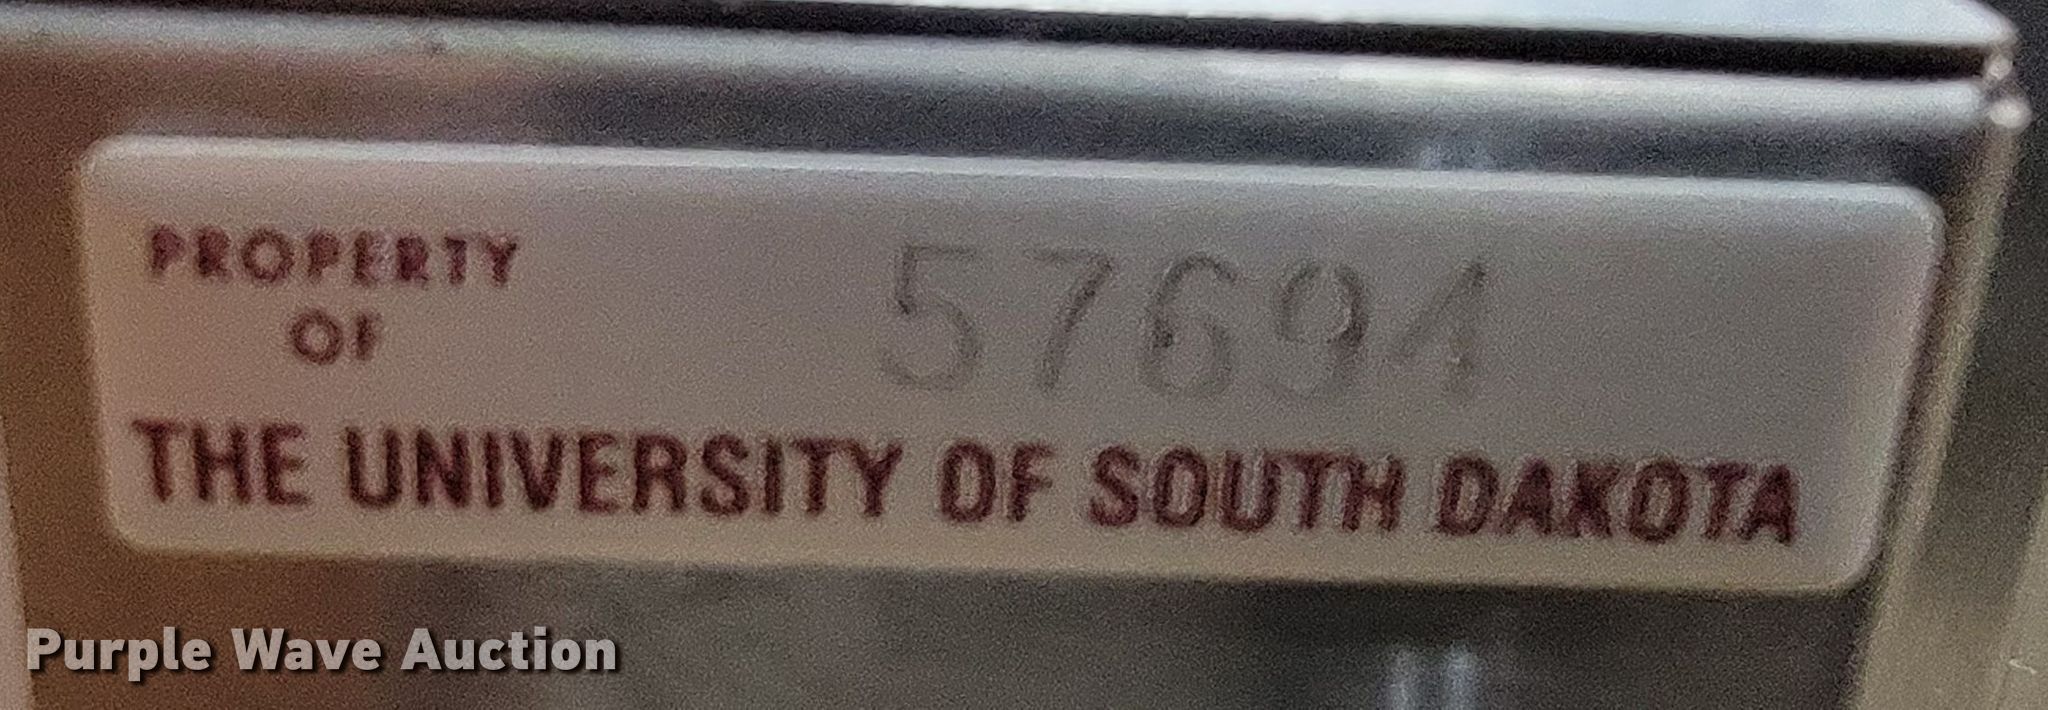 PROPERTY
OF
57694
THE UNIVERSITY OF SOUTH DAKOTA
Purple Wave Auction